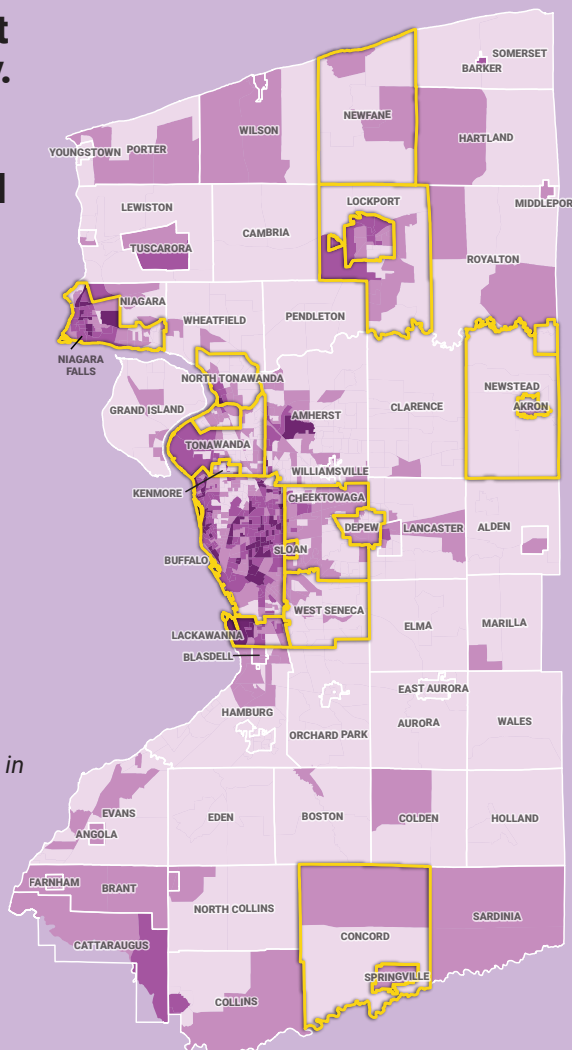 t
.
l
SOMERSET
BARKER
NEWFANE
WILSON
HARTLAND
YOUNGSTOWN
PORTER
LEWISTON
LOCKPORT
MIDDLEPOR
CAMBRIA
TUSCARORA
ROYALTON
NIAGARA
WHEATFIELD
PENDLETON
NIAGARA
FALLS
NORTH TONAWANDA
NEWSTEAD
GRAND ISLAND
AMHERST
CLARENCE
AKRON
TONAWANDA
WILLIAMSVILLE
KENMORE
CHEEKTOWAGA
DEPEW
LANCASTER
ALDEN
SLOAN
BUFFALO
WEST SENECA
ELMA
MARILLA
LACKAWANNA
BLASDELL
EAST AURORA
HAMBURG
AURORA
WALES
ORCHARD PARK
in
EVANS
EDEN
BOSTON
COLDEN
HOLLAND
ANGOLA
FARNHAM
BRANT
NORTH COLLINS
SARDINIA
CONCORD
CATTARAUGUS
SPRINGVILLE
COLLINS